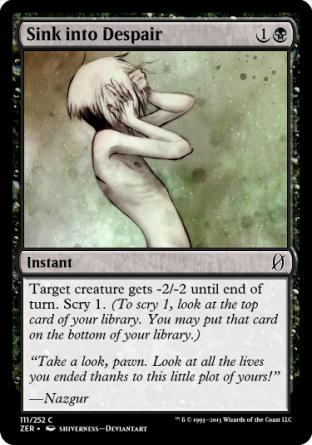 Sink into Despair 1
Instant
Target creature gets -2/-2 until end of
turn. Scry 1. (To scry 1, look at the top
card of your library. You may put that card
on the bottom of your library.)
“Take a look, pawn. Look at all the lives
you ended thanks to this little plot of yours!”
—Nazgur
111/252 C
ZER • SHIVERNESS—DEVIANTART
™ & © 1993–2013 Wizards of the Coast LLC